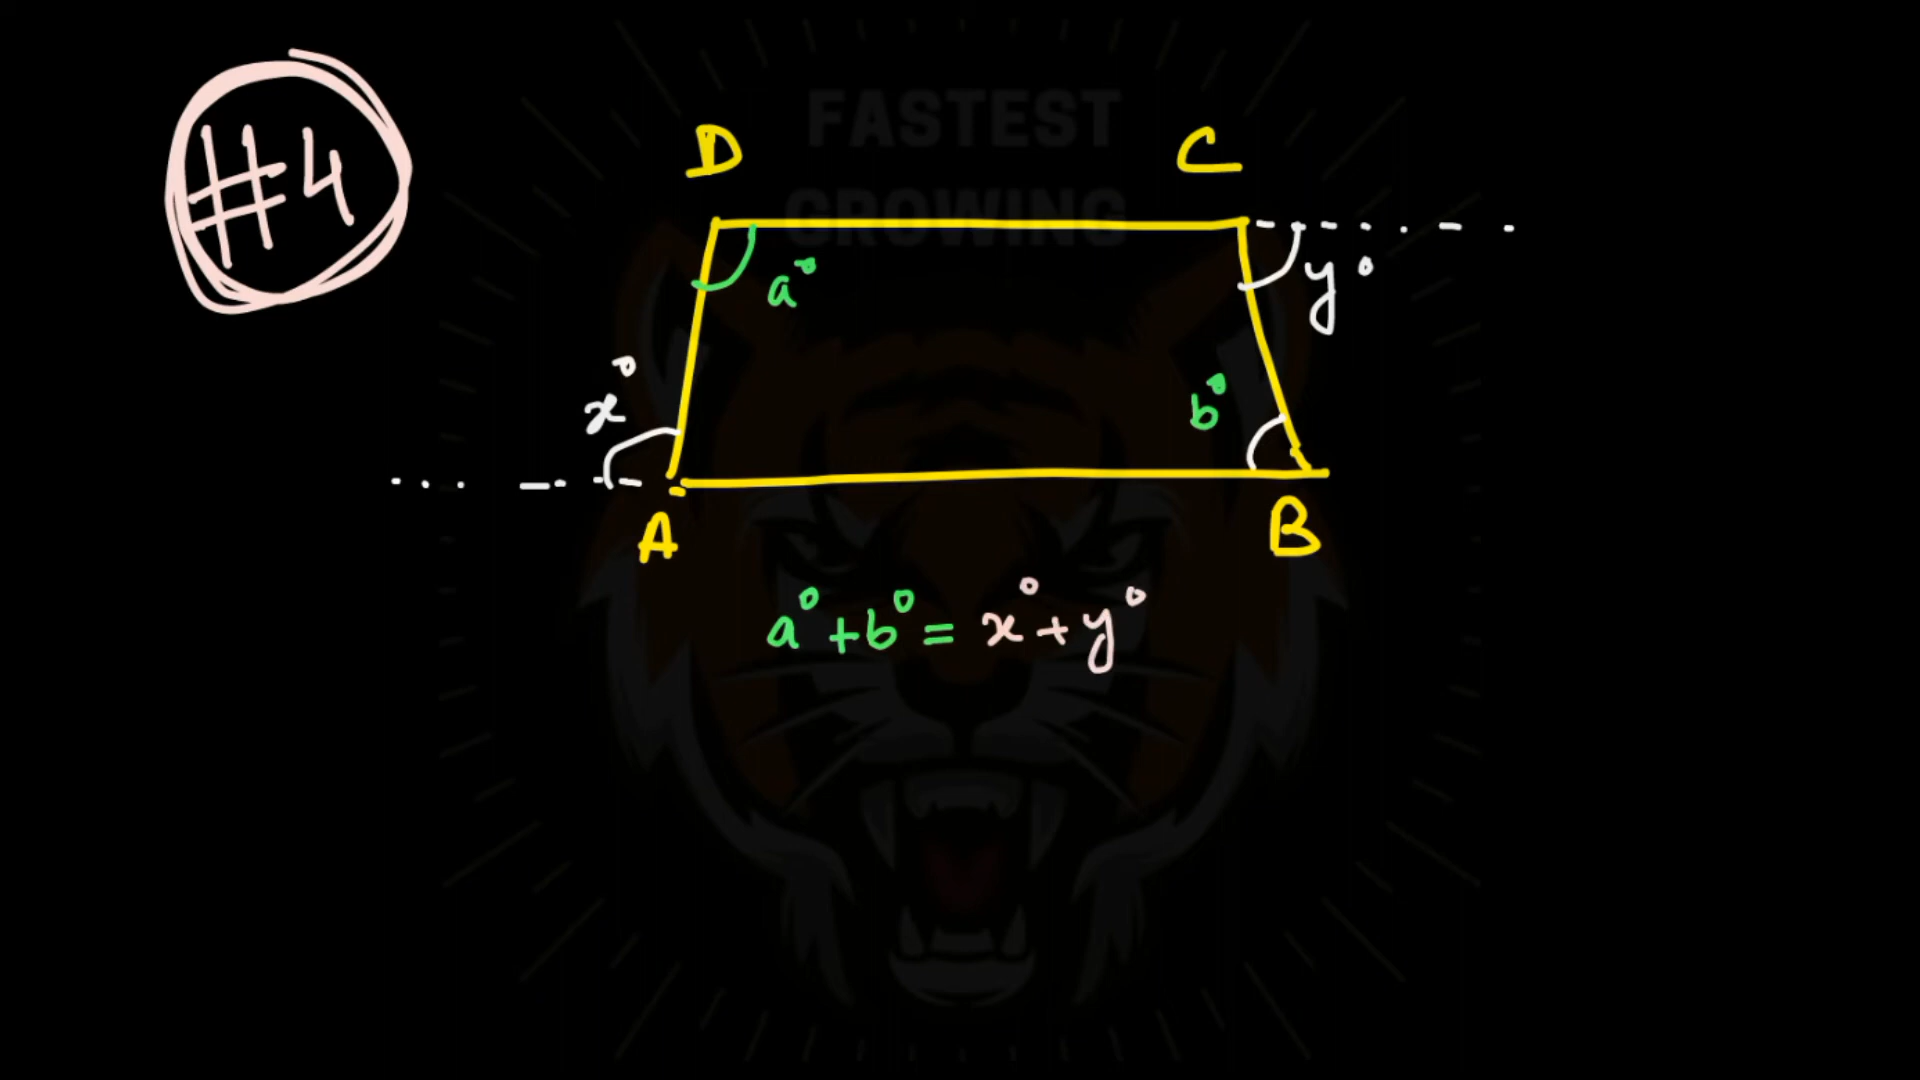 #4
FASTEST
GROWING
D C
a° y°
x° b°
A B
a° + b° = x° + y°